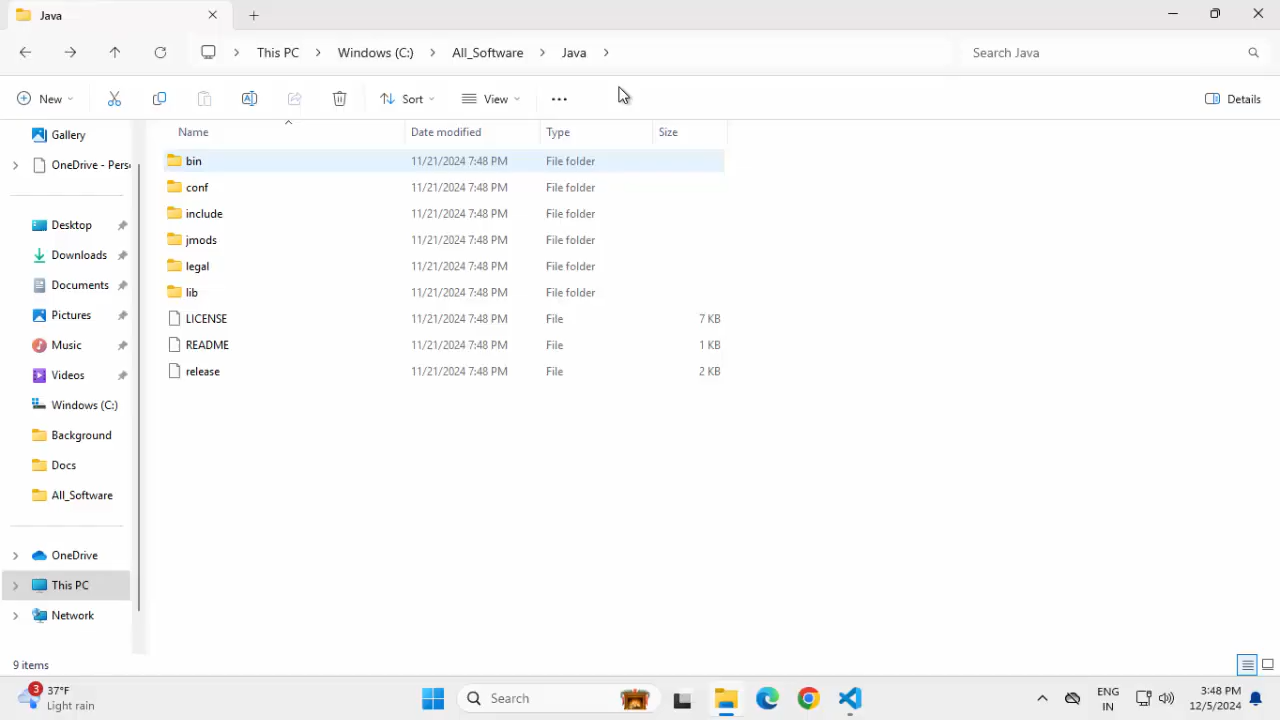 Java
This PC > Windows (C:) > All_Software > Java >
Search Java
New
Sort
View
Details
Gallery
OneDrive - Pers
Desktop
Downloads
Documents
Pictures
Music
Videos
Windows (C:)
Background
Docs
All_Software
OneDrive
This PC
Network
Name Date modified Type Size
bin 11/21/2024 7:48 PM File folder
conf 11/21/2024 7:48 PM File folder
include 11/21/2024 7:48 PM File folder
jmods 11/21/2024 7:48 PM File folder
legal 11/21/2024 7:48 PM File folder
lib 11/21/2024 7:48 PM File folder
LICENSE 11/21/2024 7:48 PM File 7 KB
README 11/21/2024 7:48 PM File 1 KB
release 11/21/2024 7:48 PM File 2 KB
9 items
3
37°F
Light rain
Search
ENG
IN
3:48 PM
12/5/2024